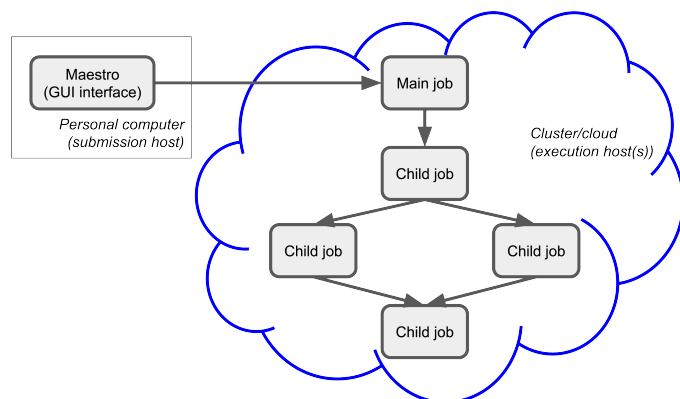 Maestro
(GUI interface)
Main job
Personal computer
(submission host)
Cluster/cloud
(execution host(s))
Child job
Child job
Child job
Child job